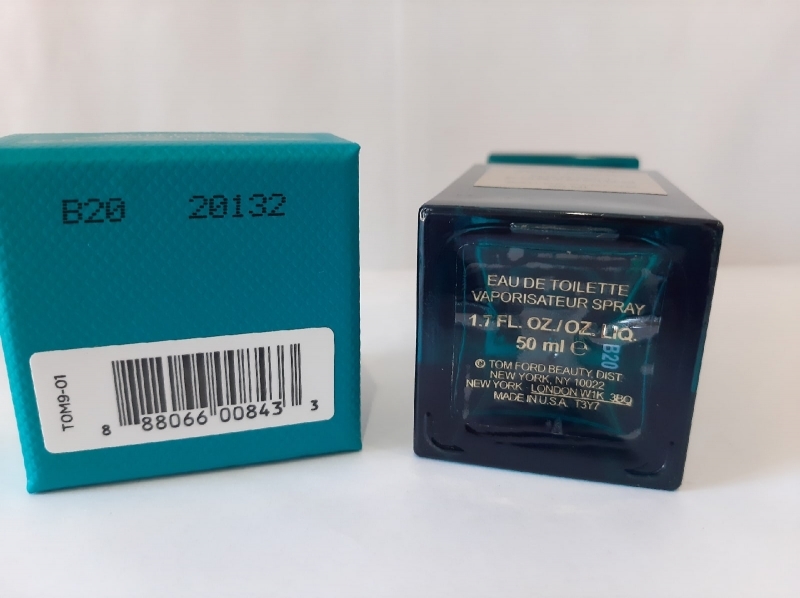 B20 20132
TOM9-01
8 88066 00843 3
EAU DE TOILETTE
VAPORISATEUR SPRAY
1.7 FL. OZ./OZ. LIQ.
50 ml ℮
B20
© TOM FORD BEAUTY, DIST.
NEW YORK, NY 10022
NEW YORK LONDON W1K 3BQ
MADE IN U.S.A. T3Y7